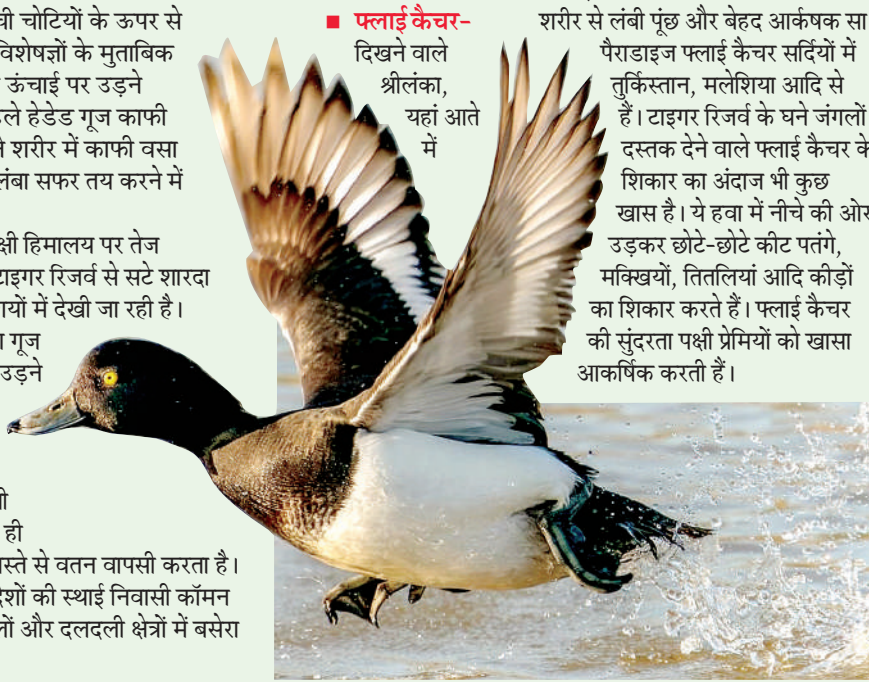 ची चोटियों के ऊपर से
विशेषज्ञों के मुताबिक
ऊंचाई पर उड़ने
हेडेड गूज काफी
शरीर में काफी वसा
लंबा सफर तय करने में
हिमालय पर तेज
टाइगर रिजर्व से सटे शारदा
में देखी जा रही है।
गूज
उड़ने
ही
से वतन वापसी करता है।
की स्थाई निवासी कॉमन
और दलदली क्षेत्रों में बसेरा
■ फ्लाई कैचर-
दिखने वाले
श्रीलंका,
यहां आते
में
शरीर से लंबी पूंछ और बेहद आर्कषक सा
पैराडाइज फ्लाई कैचर सर्दियों में
तुर्किस्तान, मलेशिया आदि से
हैं। टाइगर रिजर्व के घने जंगलों
दस्तक देने वाले फ्लाई कैचर के
शिकार का अंदाज भी कुछ
खास है। ये हवा में नीचे की ओर
उड़कर छोटे-छोटे कीट पतंगे,
मक्खियों, तितलियां आदि कीड़ों
का शिकार करते हैं। फ्लाई कैचर
की सुंदरता पक्षी प्रेमियों को खासा
आकर्षिक करती हैं।